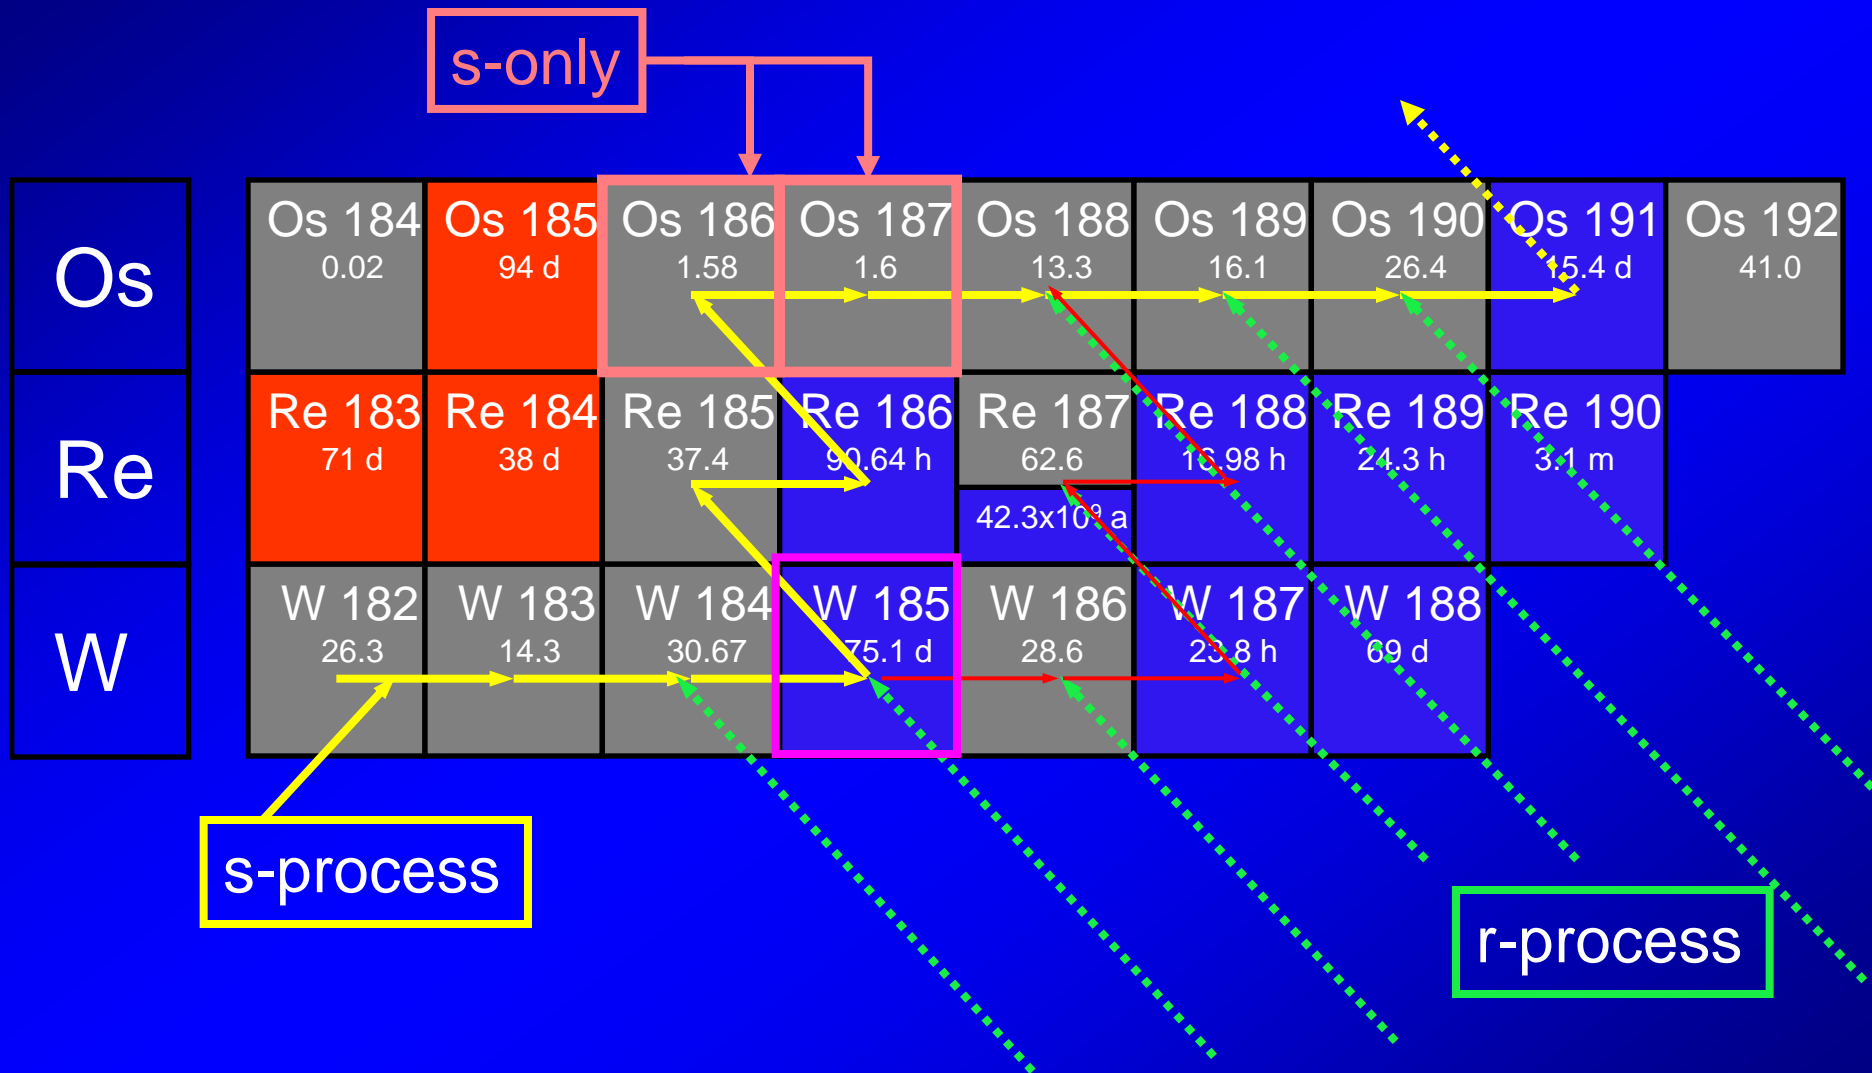 s-only
Os
Os 184
0.02
Os 185
94 d
Os 186
1.58
Os 187
1.6
Os 188
13.3
Os 189
16.1
Os 190
26.4
Os 191
15.4 d
Os 192
41.0
Re
Re 183
71 d
Re 184
38 d
Re 185
37.4
Re 186
90.64 h
Re 187
62.6
42.3x10⁹ a
Re 188
16.98 h
Re 189
24.3 h
Re 190
3.1 m
W
W 182
26.3
W 183
14.3
W 184
30.67
W 185
75.1 d
W 186
28.6
W 187
23.8 h
W 188
69 d
s-process
r-process